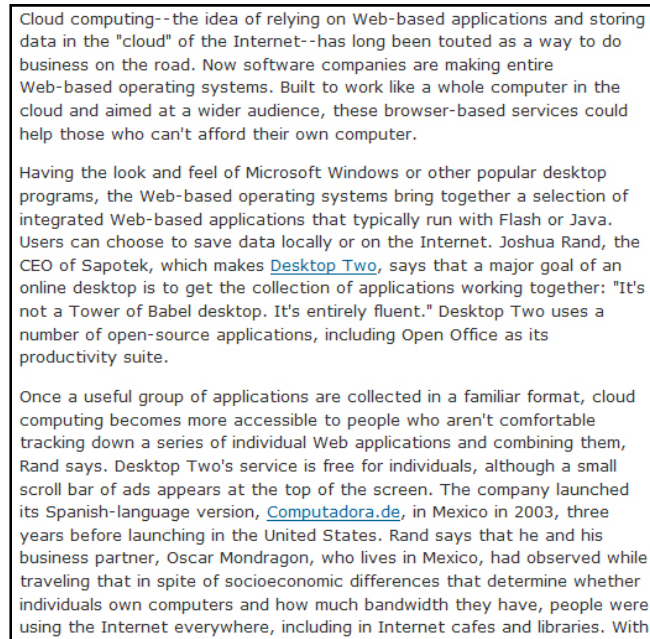 Cloud computing--the idea of relying on Web-based applications and storing
data in the "cloud" of the Internet--has long been touted as a way to do
business on the road. Now software companies are making entire
Web-based operating systems. Built to work like a whole computer in the
cloud and aimed at a wider audience, these browser-based services could
help those who can't afford their own computer.
Having the look and feel of Microsoft Windows or other popular desktop
programs, the Web-based operating systems bring together a selection of
integrated Web-based applications that typically run with Flash or Java.
Users can choose to save data locally or on the Internet. Joshua Rand, the
CEO of Sapotek, which makes Desktop Two, says that a major goal of an
online desktop is to get the collection of applications working together: "It's
not a Tower of Babel desktop. It's entirely fluent." Desktop Two uses a
number of open-source applications, including Open Office as its
productivity suite.
Once a useful group of applications are collected in a familiar format, cloud
computing becomes more accessible to people who aren't comfortable
tracking down a series of individual Web applications and combining them,
Rand says. Desktop Two's service is free for individuals, although a small
scroll bar of ads appears at the top of the screen. The company launched
its Spanish-language version, Computadora.de, in Mexico in 2003, three
years before launching in the United States. Rand says that he and his
business partner, Oscar Mondragon, who lives in Mexico, had observed while
traveling that in spite of socioeconomic differences that determine whether
individuals own computers and how much bandwidth they have, people were
using the Internet everywhere, including in Internet cafes and libraries. With